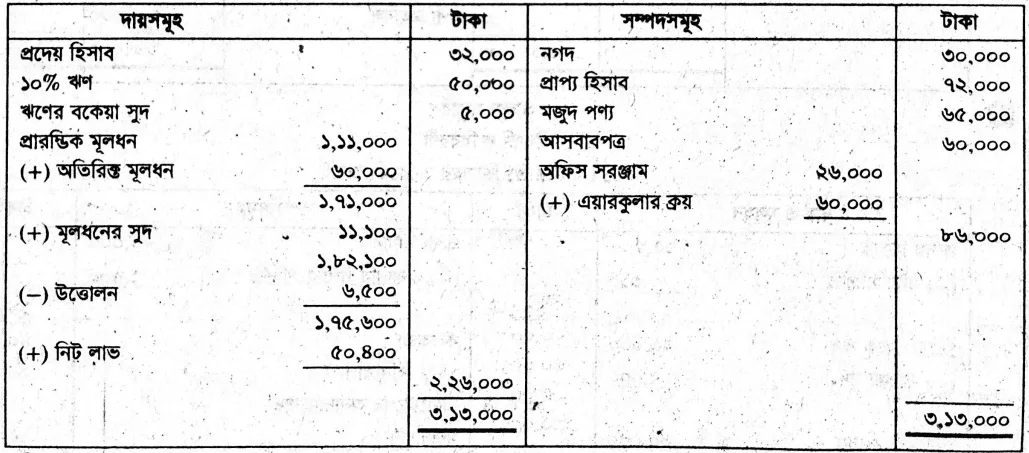 দায়সমূহ টাকা সম্পদসমূহ টাকা
প্রদেয় হিসাব ৩২,০০০ নগদ ৩০,০০০
১০% ঋণ ৫০,০০০ প্রাপ্য হিসাব ৭২,০০০
ঋণের বকেয়া সুদ ৫,০০০ মজুদ পণ্য ৬৫,০০০
প্রারম্ভিক মূলধন ১,১১,০০০ আসবাবপত্র ৬০,০০০
(+) অতিরিক্ত মূলধন ৬০,০০০ অফিস সরঞ্জাম ২৬,০০০
১,৭১,০০০ (+) এয়ারকুলার ক্রয় ৬০,০০০
(+) মূলধনের সুদ ১১,১০০ ৮৬,০০০
১,৮২,১০০
(−) উত্তোলন ৬,৫০০
১,৭৫,৬০০
(+) নিট লাভ ৫০,৪০০
২,২৬,০০০
৩,১৩,০০০ ৩,১৩,০০০